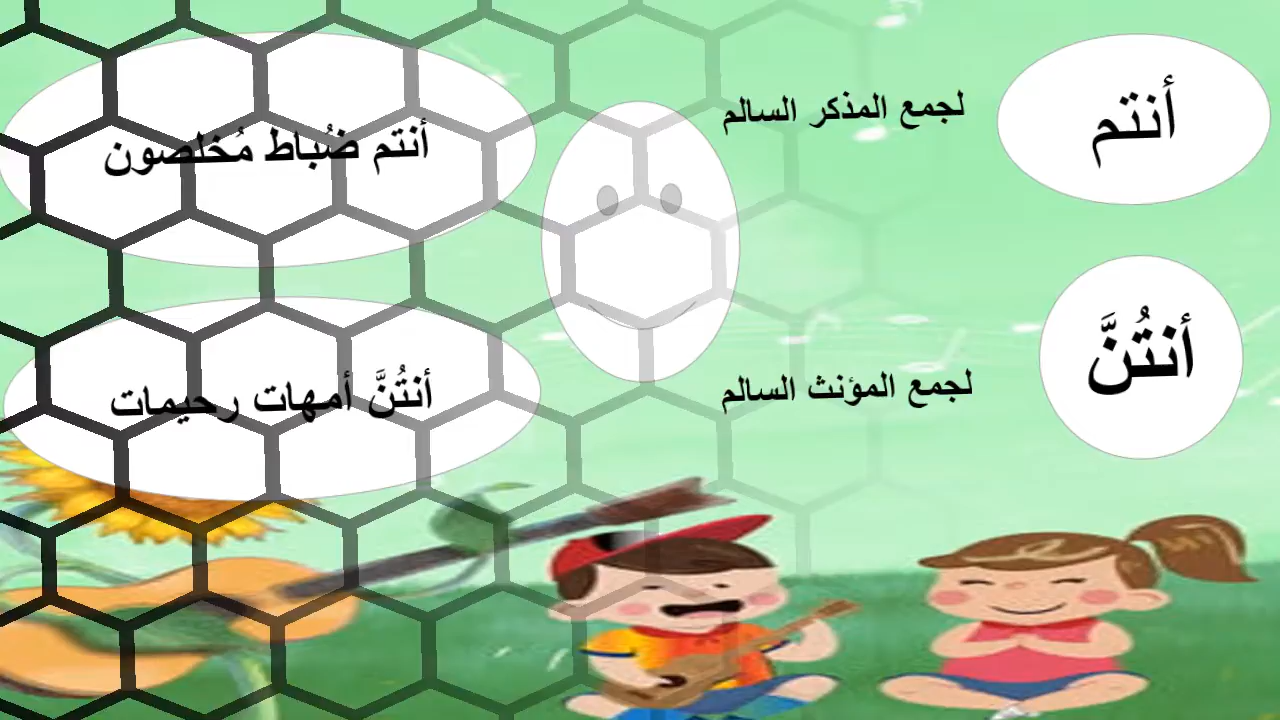 أنتم
لجمع المذكر السالم
أنتم ضُباط مُخلصون
أنتُنَّ
لجمع المؤنث السالم
أنتُنَّ أمهات رحيمات